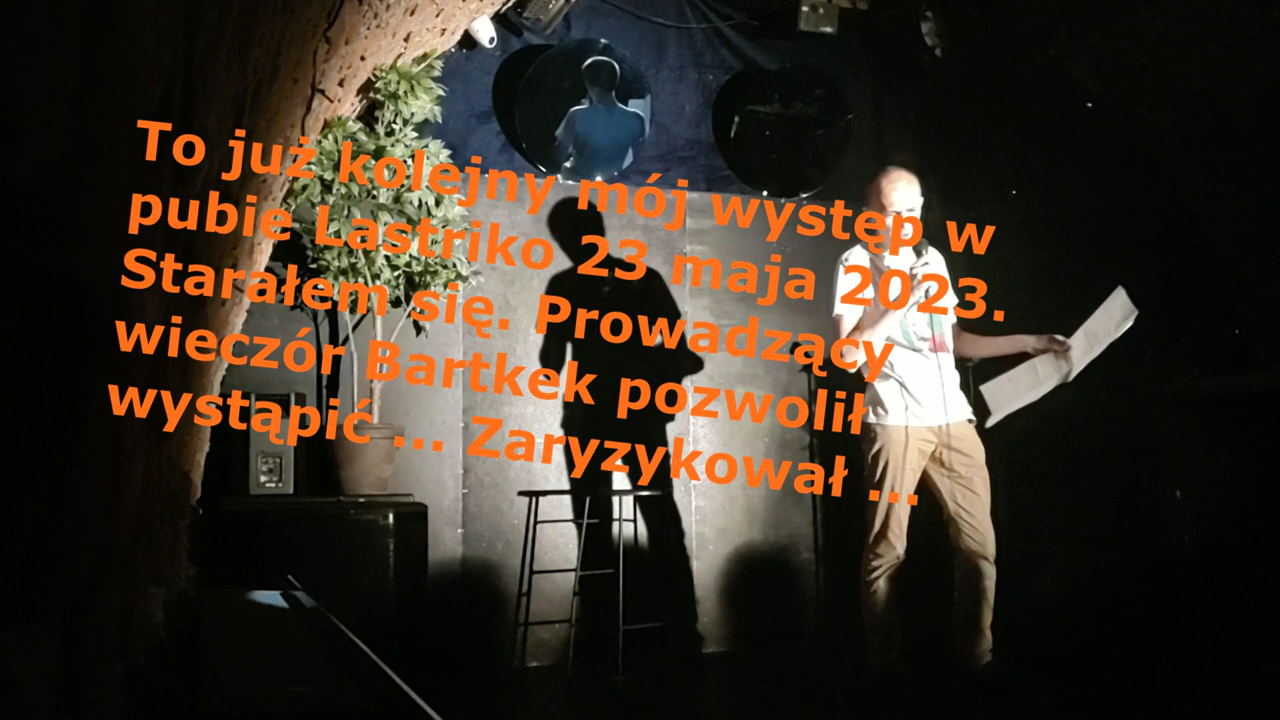 To już kolejny mój występ w
pubie Lastriko 23 maja 2023.
Starałem się. Prowadzący
wieczór Bartkek pozwolił
wystąpić ... Zaryzykował ...